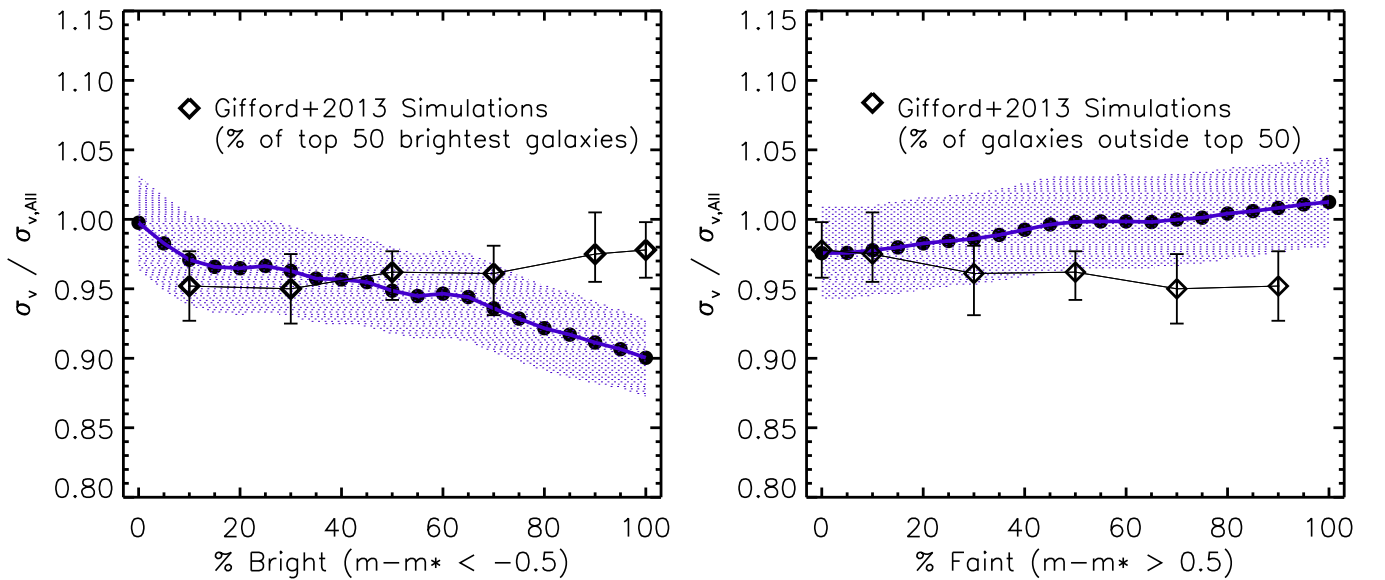 1.15
1.10
1.05
1.00
0.95
0.90
0.85
0.80
σv / σv,All
Gifford+2013 Simulations
(% of top 50 brightest galaxies)
0 20 40 60 80 100
% Bright (m−m* < −0.5)
1.15
1.10
1.05
1.00
0.95
0.90
0.85
0.80
σv / σv,All
Gifford+2013 Simulations
(% of galaxies outside top 50)
0 20 40 60 80 100
% Faint (m−m* > 0.5)